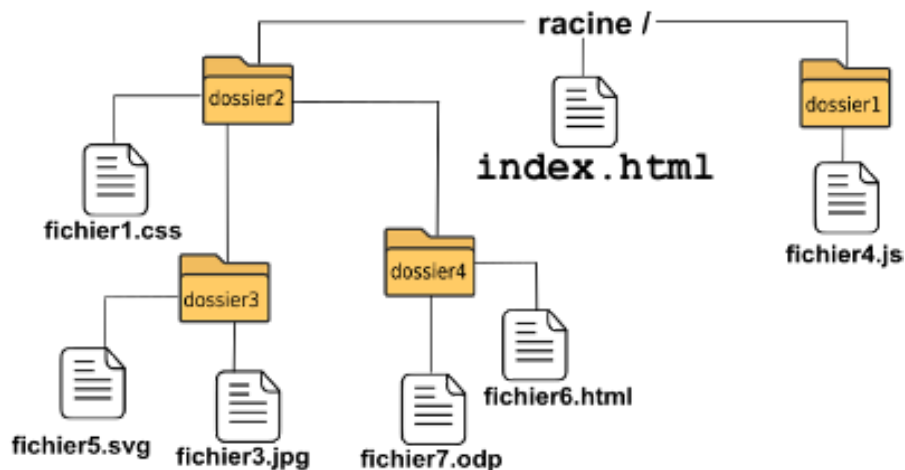 racine /
dossier2
dossier1
index.html
fichier1.css
fichier4.js
dossier3
dossier4
fichier5.svg
fichier3.jpg
fichier7.odp
fichier6.html